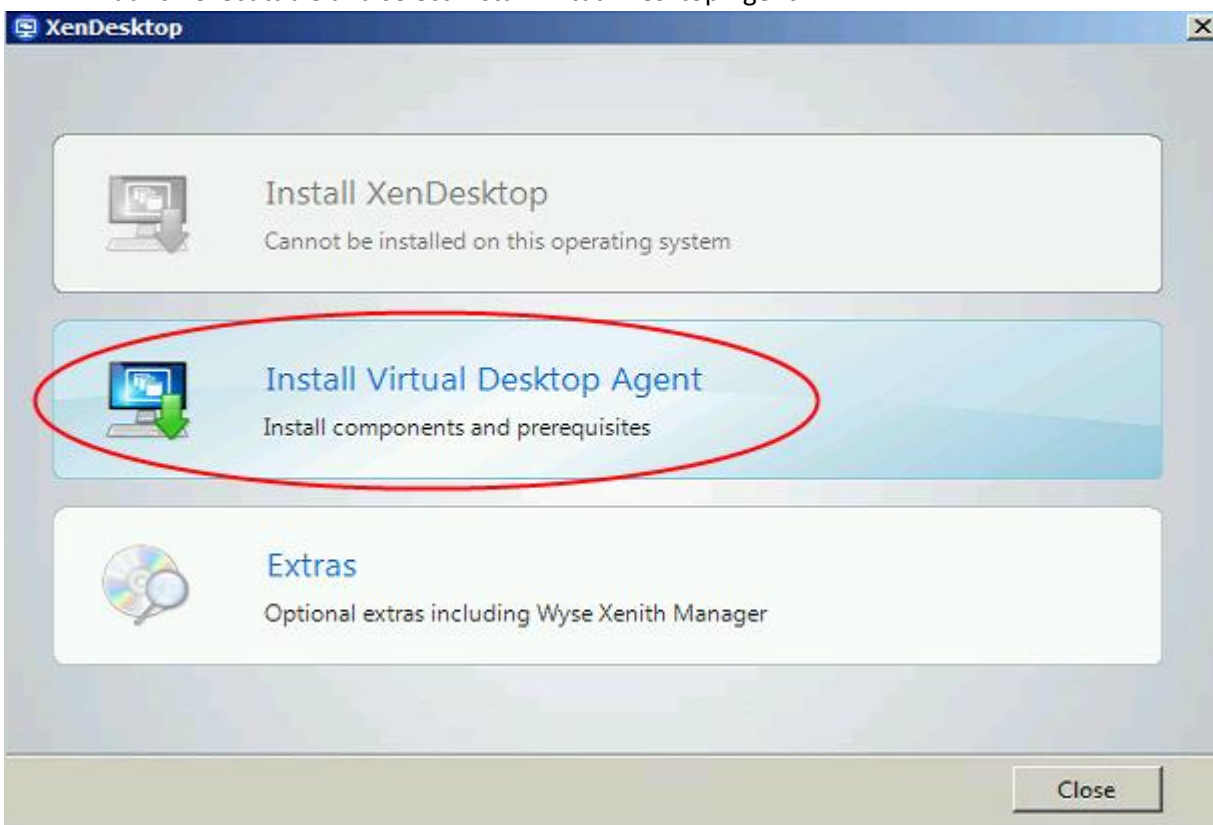 XenDesktop
Install XenDesktop
Cannot be installed on this operating system
Install Virtual Desktop Agent
Install components and prerequisites
Extras
Optional extras including Wyse Xenith Manager
Close